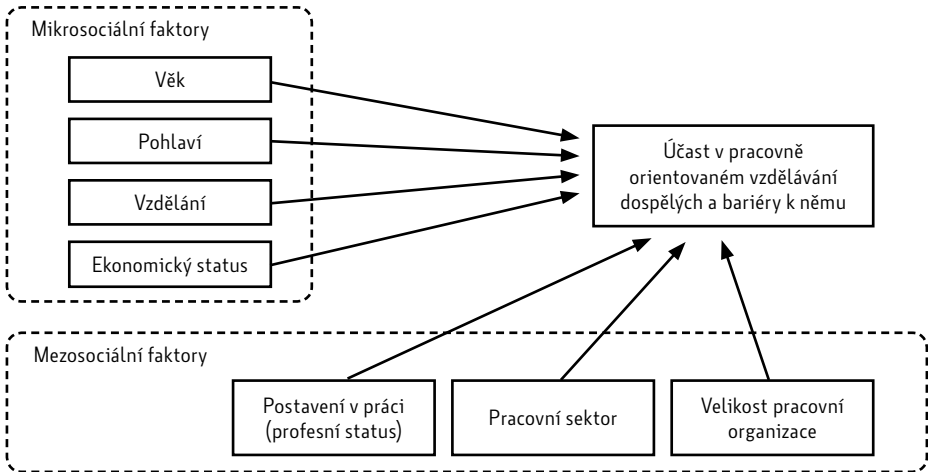 Mikrosociální faktory
Věk
Pohlaví
Vzdělání
Ekonomický status
Účast v pracovně
orientovaném vzdělávání
dospělých a bariéry k němu
Mezosociální faktory
Postavení v práci
(profesní status)
Pracovní sektor
Velikost pracovní
organizace